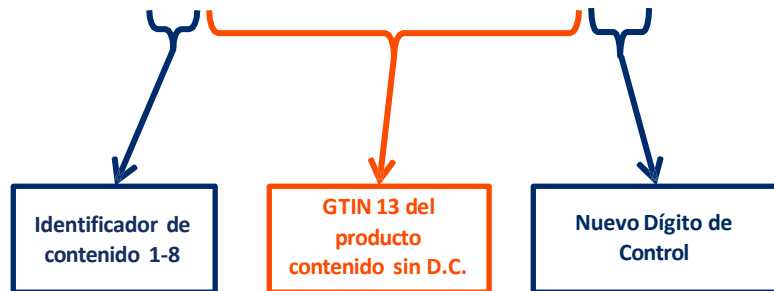 Identificador de
contenido 1-8
GTIN 13 del
producto
contenido sin D.C.
Nuevo Dígito de
Control